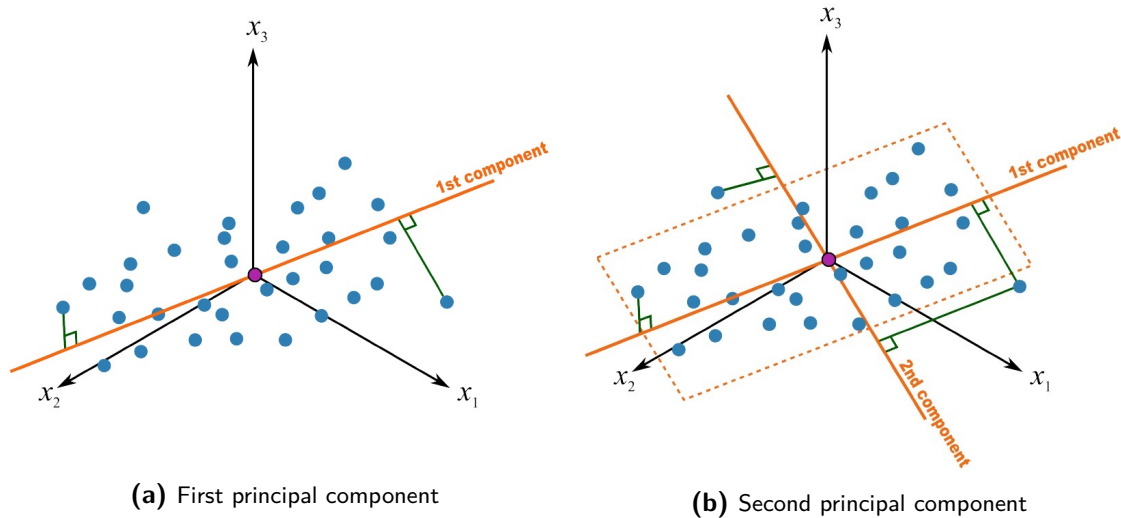 x3
1st component
x2
x1
(a) First principal component
x3
1st component
x2
x1
2nd component
(b) Second principal component